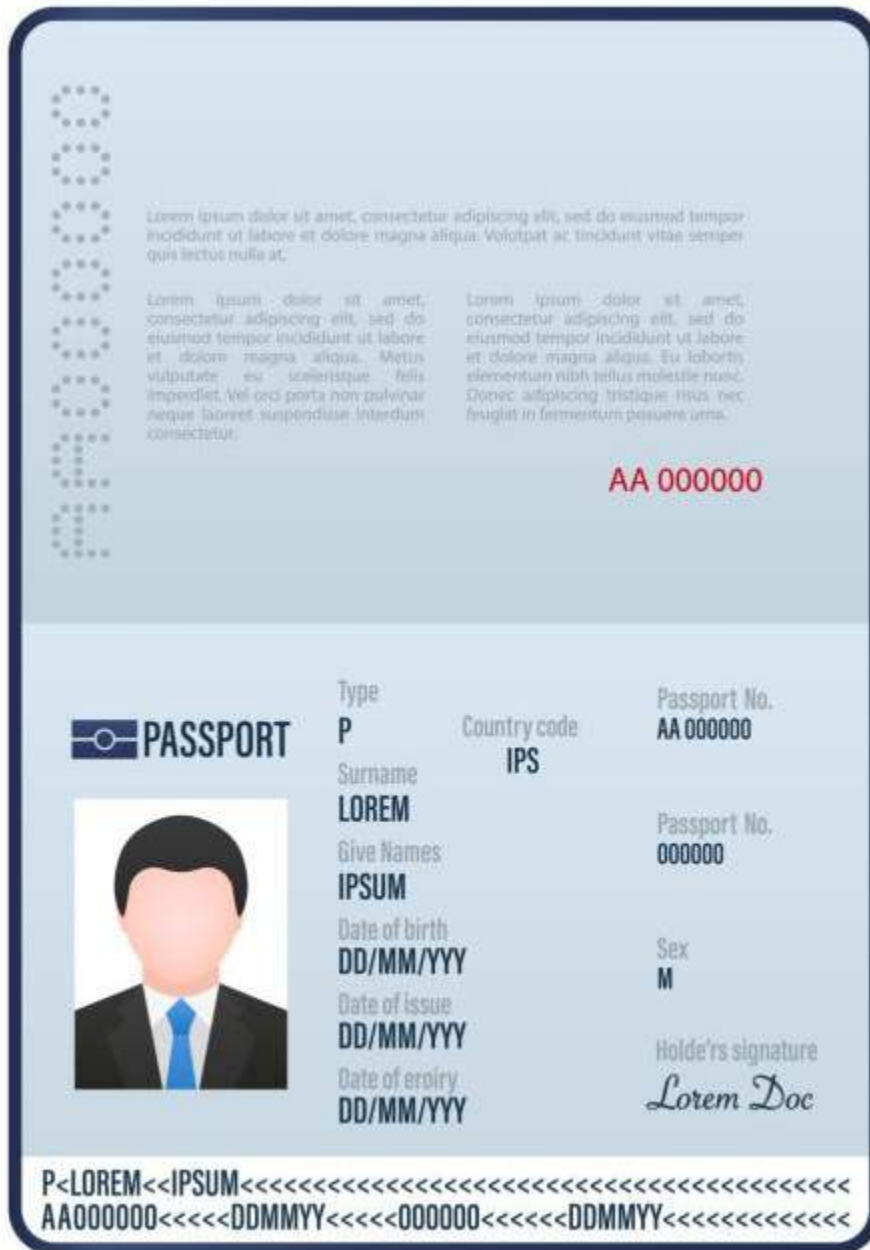 Lorem ipsum dolor sit amet, consectetur adipiscing elit, sed do eiusmod tempor
incididunt ut labore et dolore magna aliqua. Volutpat ac tincidunt vitae semper
quis lectus nulla at.
Lorem ipsum dolor sit amet,
consectetur adipiscing elit, sed do
eiusmod tempor incididunt ut labore
et dolore magna aliqua. Metus
vulputate eu scelerisque felis
imperdiet. Vel orci porta non pulvinar
neque laoreet suspendisse interdum
consectetur.
Lorem ipsum dolor sit amet,
consectetur adipiscing elit, sed do
eiusmod tempor incididunt ut labore
et dolore magna aliqua. Eu lobortis
elementum nibh tellus molestie nunc.
Donec adipiscing tristique risus nec
feugiat in fermentum posuere urna.
AA 000000
AA000000
PASSPORT
Type
P
Country code
IPS
Passport No.
AA 000000
Surname
LOREM
Passport No.
000000
Give Names
IPSUM
Date of birth
DD/MM/YYY
Sex
M
Date of issue
DD/MM/YYY
Date of eroiry
DD/MM/YYY
Holde'rs signature
Lorem Doc
P<LOREM<<IPSUM<<<<<<<<<<<<<<<<<<<<<<<<<<<<<<<<<
AA000000<<<<<DDMMYY<<<<<000000<<<<<<DDMMYY<<<<<<<<<<<<<